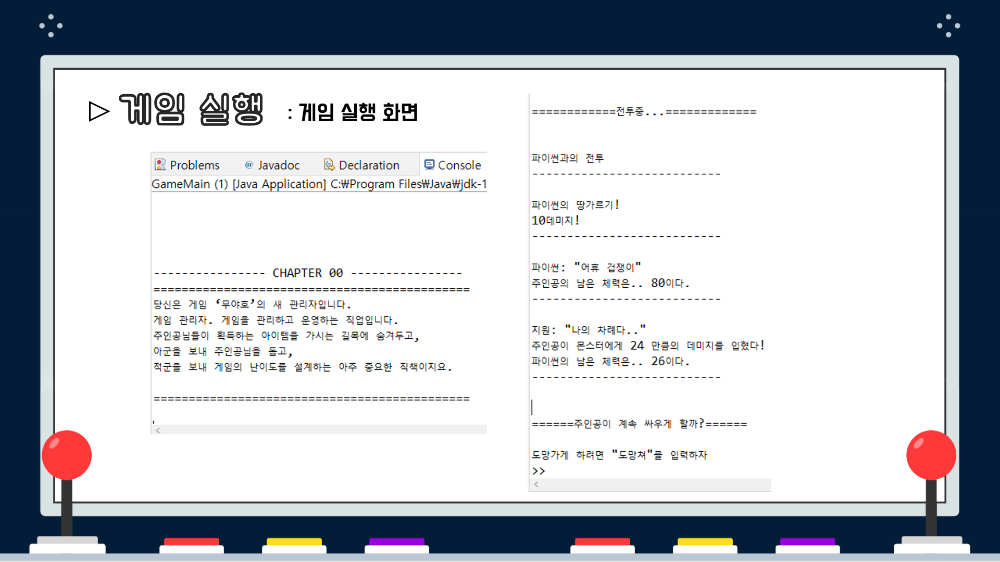 ▷ 게임 실행 : 게임 실행 화면
Problems @ Javadoc Declaration Console
GameMain (1) [Java Application] C:₩Program Files₩Java₩jdk-1
---------------- CHAPTER 00 ----------------
=============================================
당신은 게임 ‘무야호’의 새 관리자입니다.
게임 관리자. 게임을 관리하고 운영하는 직업입니다.
주인공님들이 획득하는 아이템을 가시는 길목에 숨겨두고,
아군을 보내 주인공님을 돕고,
적군을 보내 게임의 난이도를 설계하는 아주 중요한 직책이지요.
=============================================
============전투중...=============
파이썬과의 전투
---------------------------
파이썬의 땅가르기!
10데미지!
---------------------------
파이썬: "어휴 겁쟁이"
주인공의 남은 체력은.. 80이다.
---------------------------
지원: "나의 차례다.."
주인공이 몬스터에게 24 만큼의 데미지를 입혔다!
파이썬의 남은 체력은.. 26이다.
---------------------------
======주인공이 계속 싸우게 할까?======
도망가게 하려면 "도망쳐"를 입력하자
>>